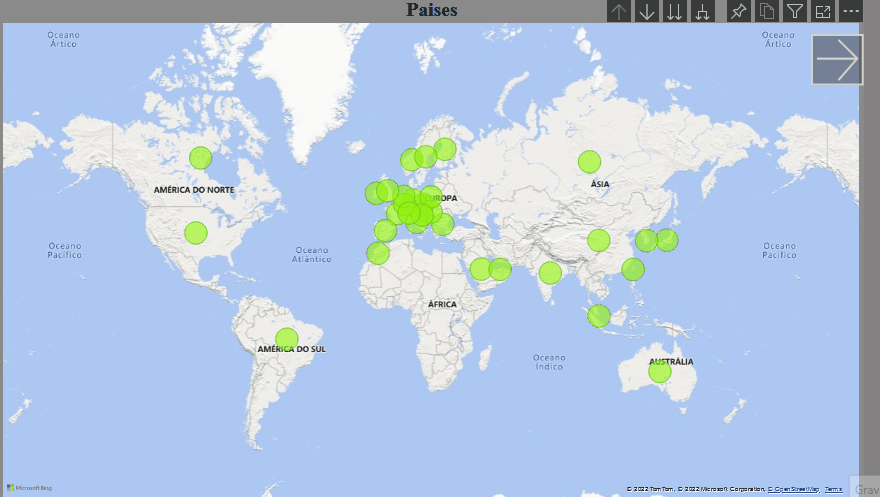 Paises
Oceano
Ártico
Oceano
Ártico
AMÉRICA DO NORTE
EUROPA
ÁSIA
Oceano
Pacífico
Oceano
Atlântico
Oceano
Pacífico
ÁFRICA
AMÉRICA DO SUL
Oceano
Índico
AUSTRÁLIA
Microsoft Bing
© 2022 TomTom, © 2022 Microsoft Corporation, © OpenStreetMap Terms
Grav